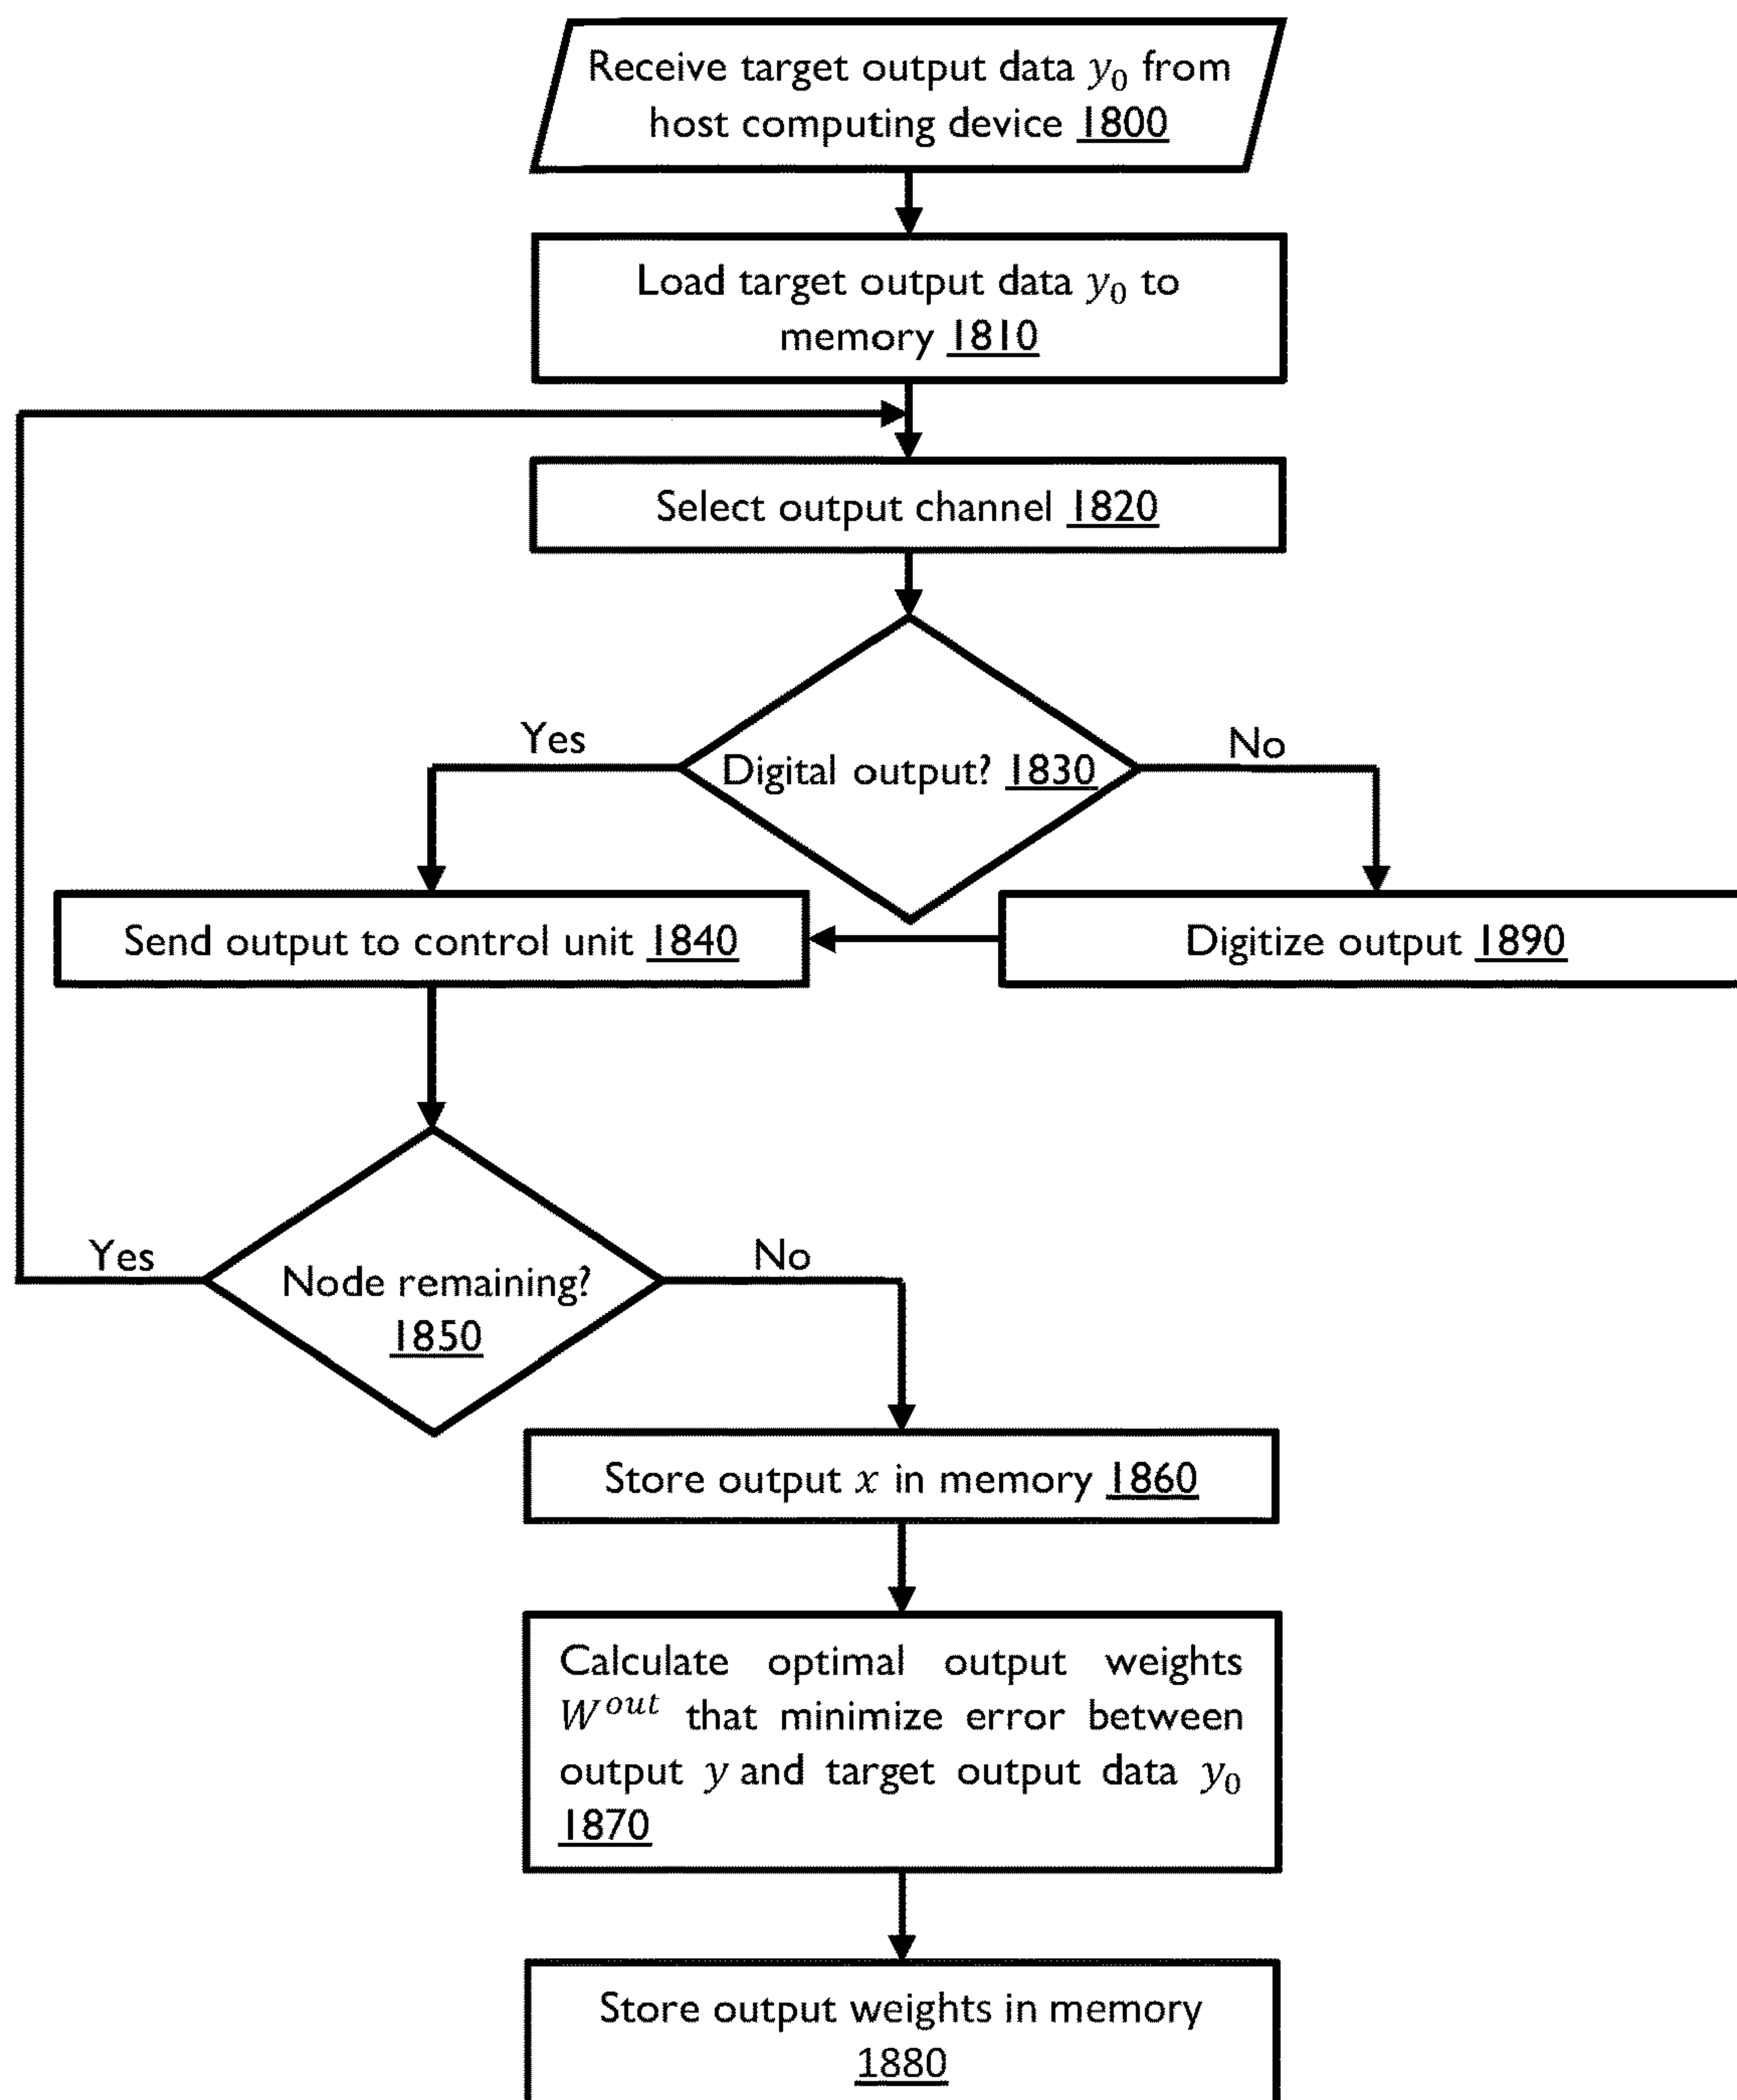 Receive target output data y₀ from
host computing device 1800
Load target output data y₀ to
memory 1810
Select output channel 1820
Yes
No
Digital output? 1830
Send output to control unit 1840
Digitize output 1890
Yes
No
Node remaining?
1850
Store output x in memory 1860
Calculate optimal output weights
Wᵒᵘᵗ that minimize error between
output y and target output data y₀
1870
Store output weights in memory
1880